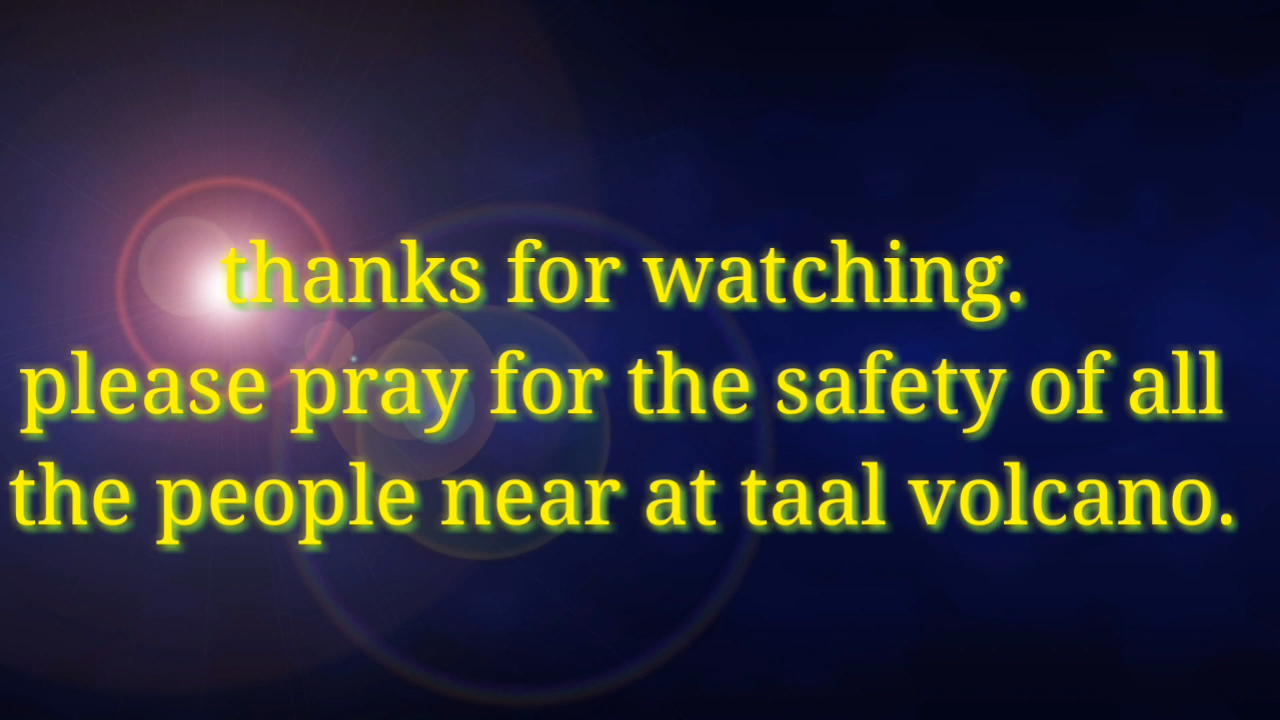 thanks for watching.
please pray for the safety of all
the people near at taal volcano.